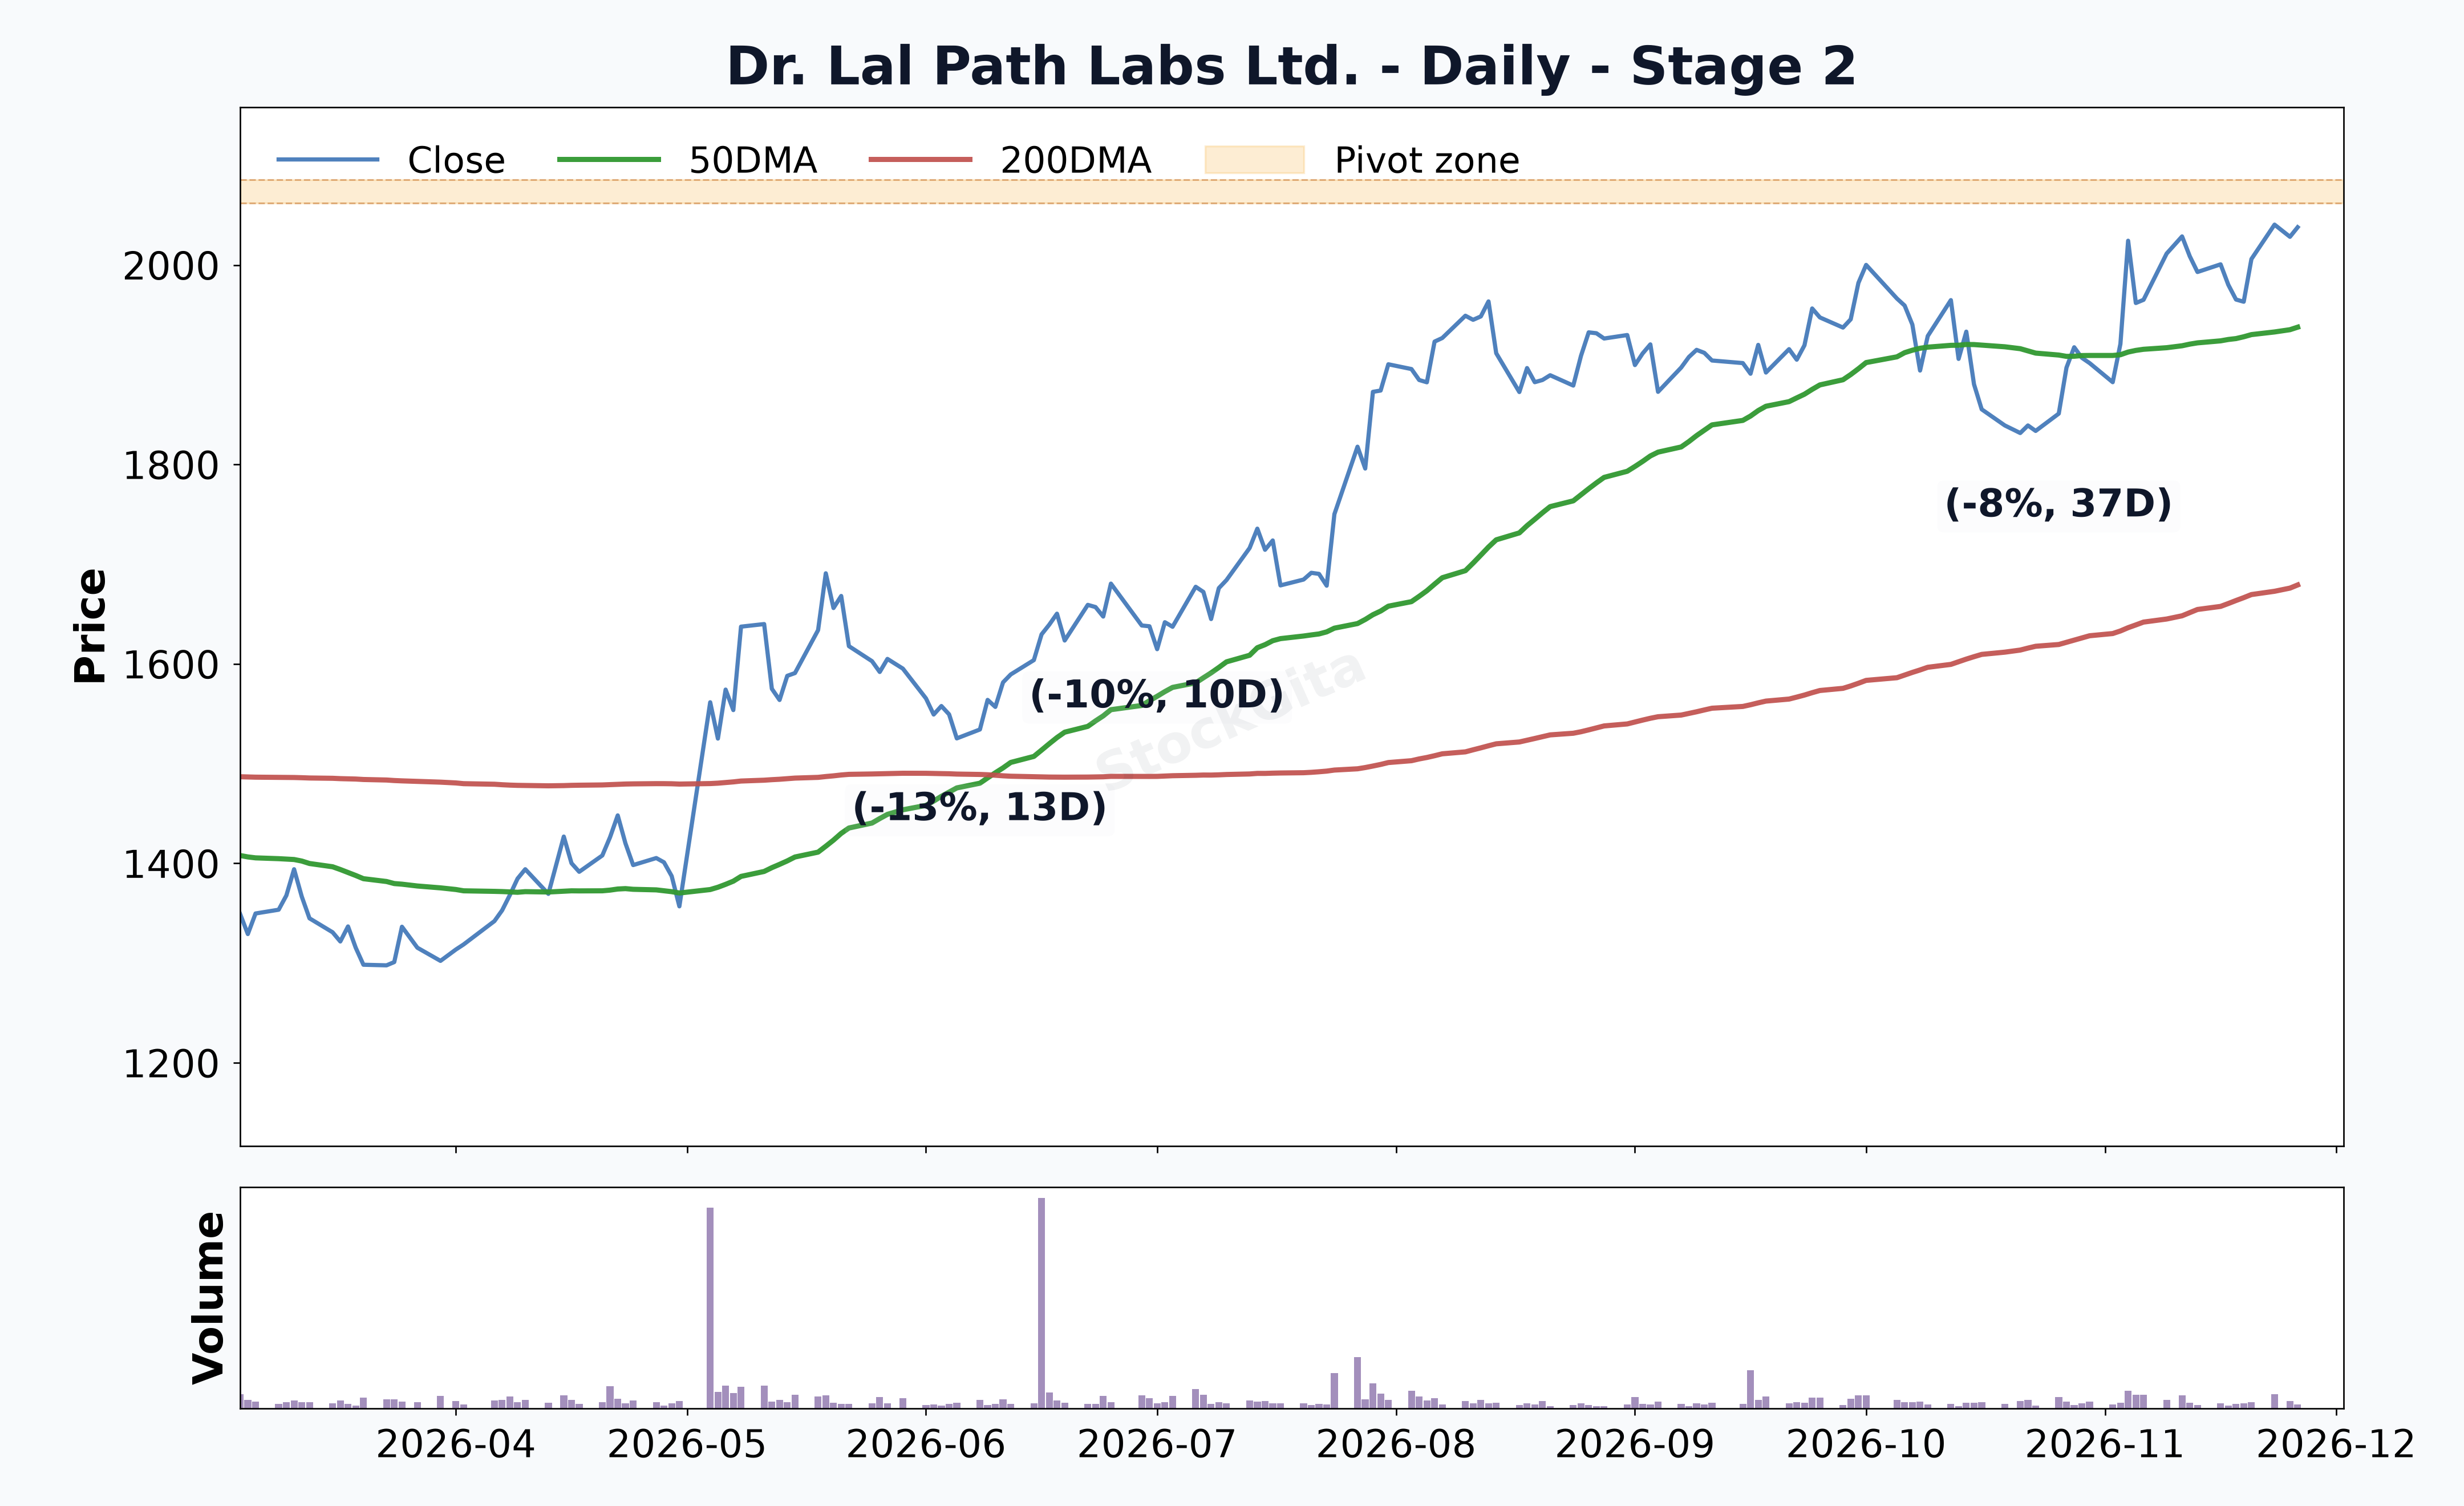 Dr. Lal Path Labs Ltd. - Daily - Stage 2
Close 50DMA 200DMA Pivot zone
Price
2000
1800
1600
1400
1200
(-8%, 37D)
(-10%, 10D)
(-13%, 13D)
StockGita
Volume
2026-04 2026-05 2026-06 2026-07 2026-08 2026-09 2026-10 2026-11 2026-12